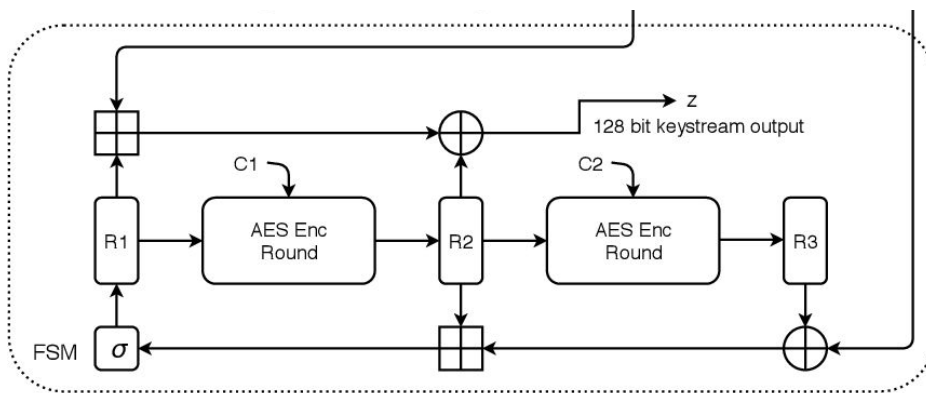 z
128 bit keystream output
C1
C2
R1
AES Enc
Round
R2
AES Enc
Round
R3
FSM
σ